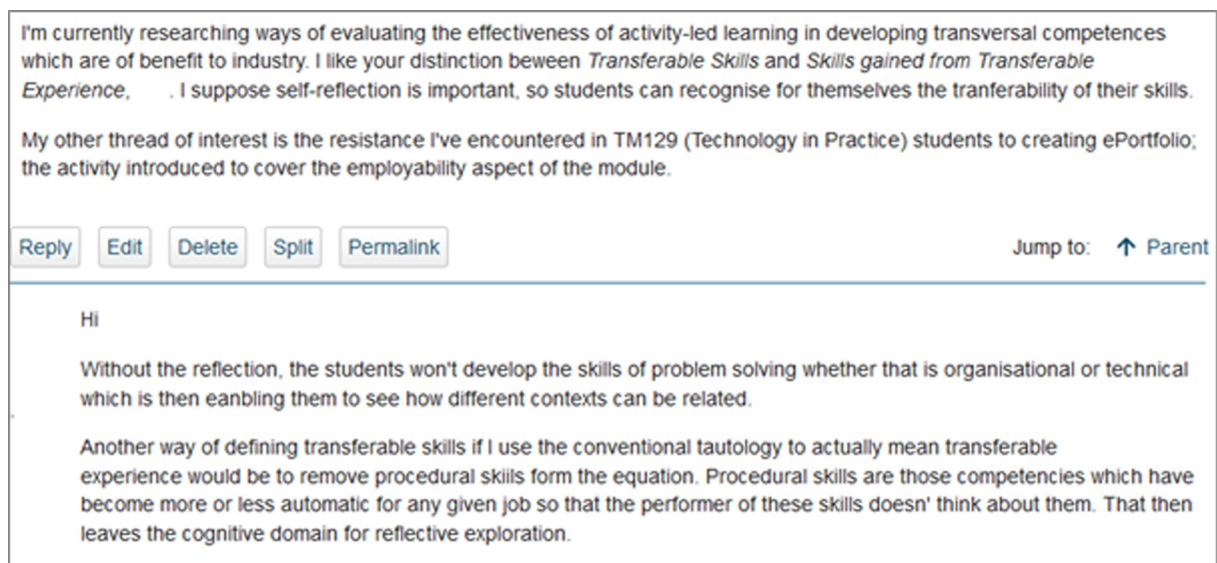 I'm currently researching ways of evaluating the effectiveness of activity-led learning in developing transversal competences
which are of benefit to industry. I like your distinction beween Transferable Skills and Skills gained from Transferable
Experience, . I suppose self-reflection is important, so students can recognise for themselves the tranferability of their skills.
My other thread of interest is the resistance I've encountered in TM129 (Technology in Practice) students to creating ePortfolio;
the activity introduced to cover the employability aspect of the module.
Reply Edit Delete Split Permalink Jump to: ↑ Parent
Hi
Without the reflection, the students won't develop the skills of problem solving whether that is organisational or technical
which is then eanbling them to see how different contexts can be related.
Another way of defining transferable skills if I use the conventional tautology to actually mean transferable
experience would be to remove procedural skiils form the equation. Procedural skills are those competencies which have
become more or less automatic for any given job so that the performer of these skills doesn' think about them. That then
leaves the cognitive domain for reflective exploration.